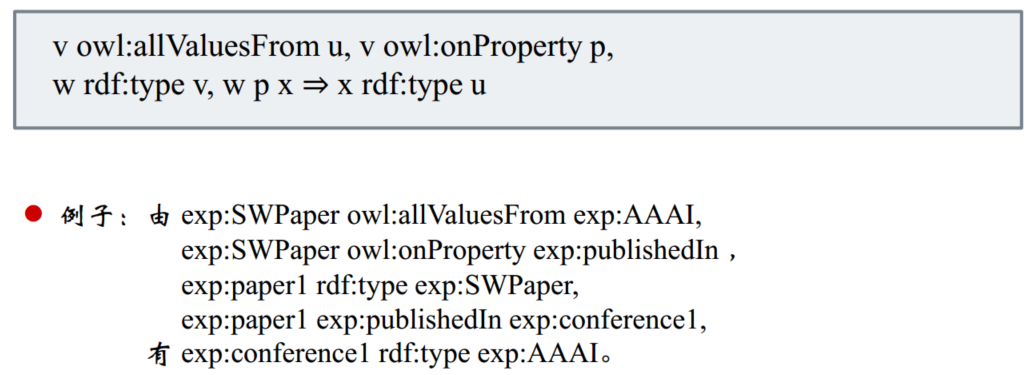 v owl:allValuesFrom u, v owl:onProperty p,
w rdf:type v, w p x ⇒ x rdf:type u
● 例子：由 exp:SWPaper owl:allValuesFrom exp:AAAI,
exp:SWPaper owl:onProperty exp:publishedIn，
exp:paper1 rdf:type exp:SWPaper,
exp:paper1 exp:publishedIn exp:conference1,
有 exp:conference1 rdf:type exp:AAAI。